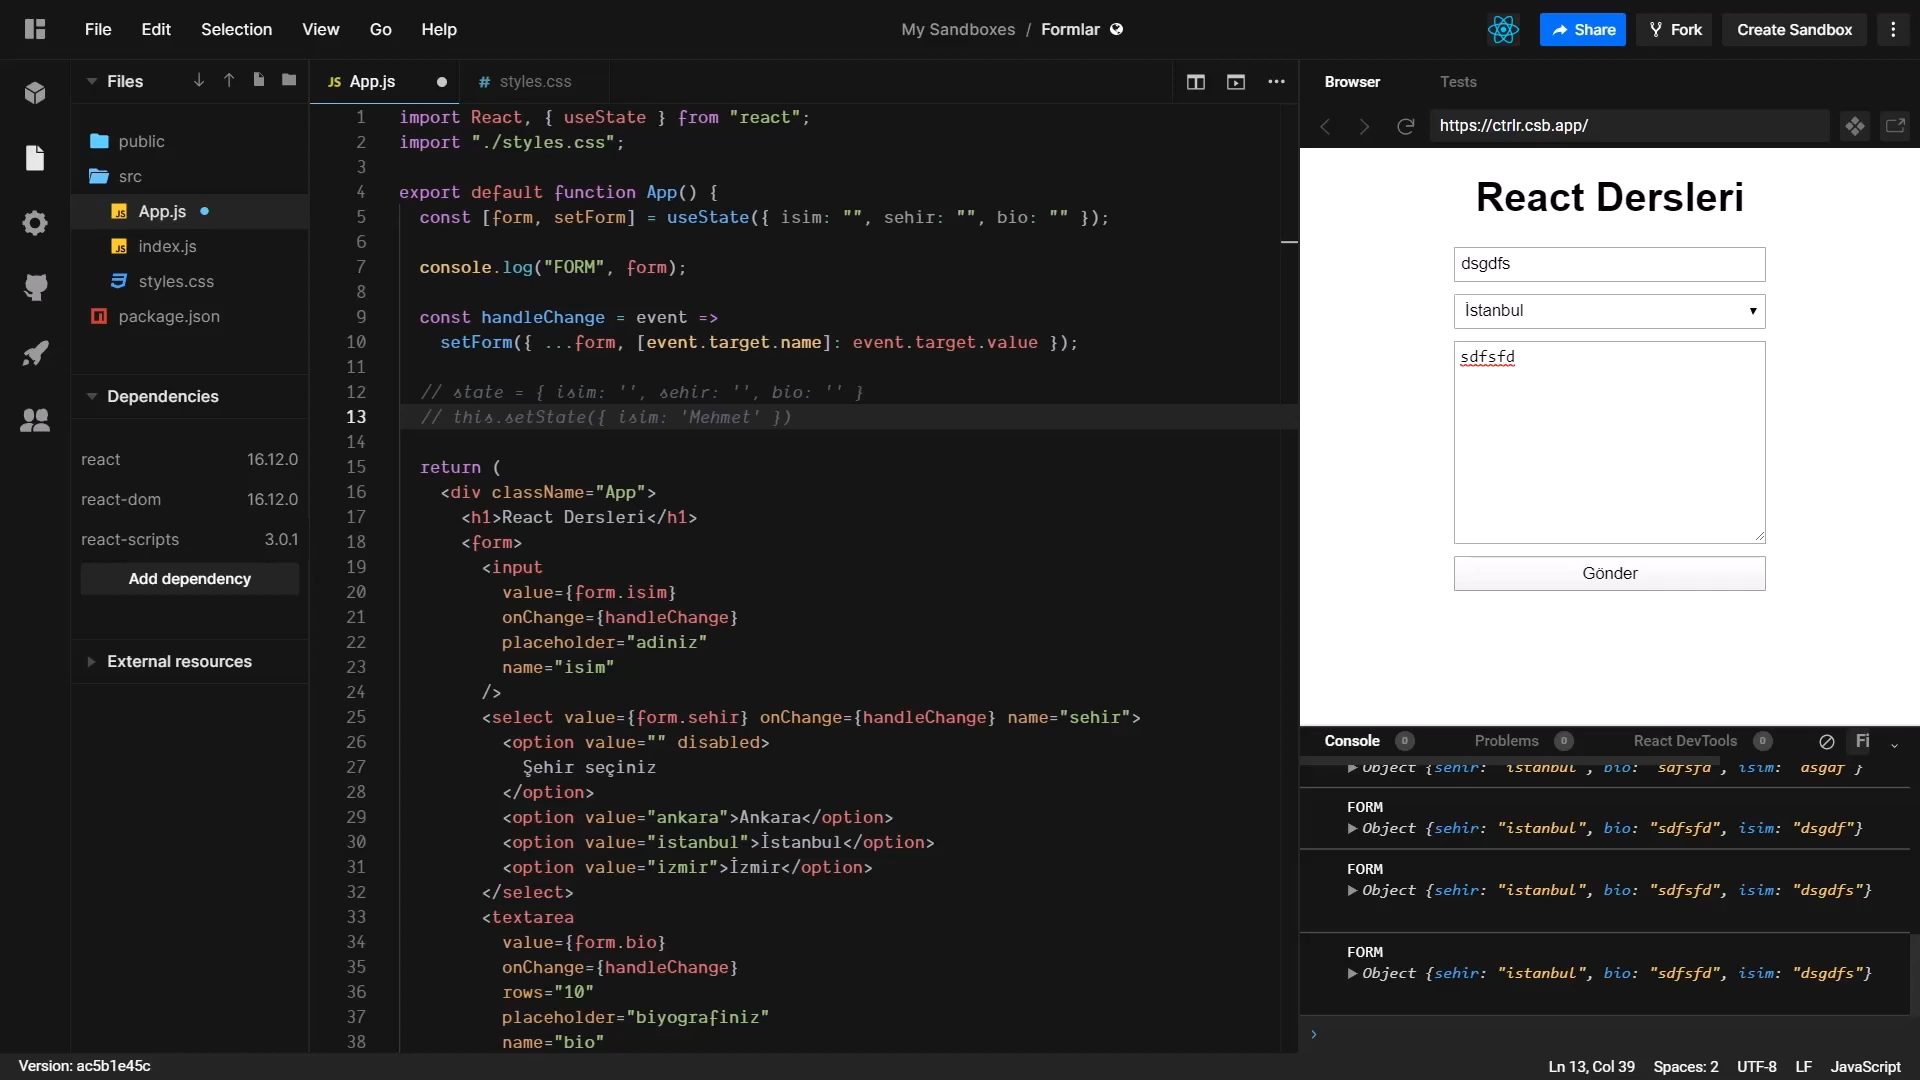 File Edit Selection View Go Help
My Sandboxes / Formlar
Share Fork Create Sandbox
Files
public
src
JS App.js
JS index.js
styles.css
package.json
Dependencies
react 16.12.0
react-dom 16.12.0
react-scripts 3.0.1
Add dependency
External resources
JS App.js # styles.css
1 import React, { useState } from "react";
2 import "./styles.css";
3
4 export default function App() {
5 const [form, setForm] = useState({ isim: "", sehir: "", bio: "" });
6
7 console.log("FORM", form);
8
9 const handleChange = event =>
10 setForm({ ...form, [event.target.name]: event.target.value });
11
12 // state = { isim: '', sehir: '', bio: '' }
13 // this.setState({ isim: 'Mehmet' })
14
15 return (
16 <div className="App">
17 <h1>React Dersleri</h1>
18 <form>
19 <input
20 value={form.isim}
21 onChange={handleChange}
22 placeholder="adiniz"
23 name="isim"
24 />
25 <select value={form.sehir} onChange={handleChange} name="sehir">
26 <option value="" disabled>
27 Şehir seçiniz
28 </option>
29 <option value="ankara">Ankara</option>
30 <option value="istanbul">İstanbul</option>
31 <option value="izmir">İzmir</option>
32 </select>
33 <textarea
34 value={form.bio}
35 onChange={handleChange}
36 rows="10"
37 placeholder="biyografiniz"
38 name="bio"
Browser Tests
https://ctrlr.csb.app/
React Dersleri
dsgdfs
İstanbul
sdfsfd
Gönder
Console 0 Problems 0 React DevTools 0 Fi
Object {sehir: "istanbul", bio: "sdfsfd", isim: "dsgdf"}
FORM
Object {sehir: "istanbul", bio: "sdfsfd", isim: "dsgdf"}
FORM
Object {sehir: "istanbul", bio: "sdfsfd", isim: "dsgdfs"}
FORM
Object {sehir: "istanbul", bio: "sdfsfd", isim: "dsgdfs"}
Version: ac5b1e45c
Ln 13, Col 39 Spaces: 2 UTF-8 LF JavaScript